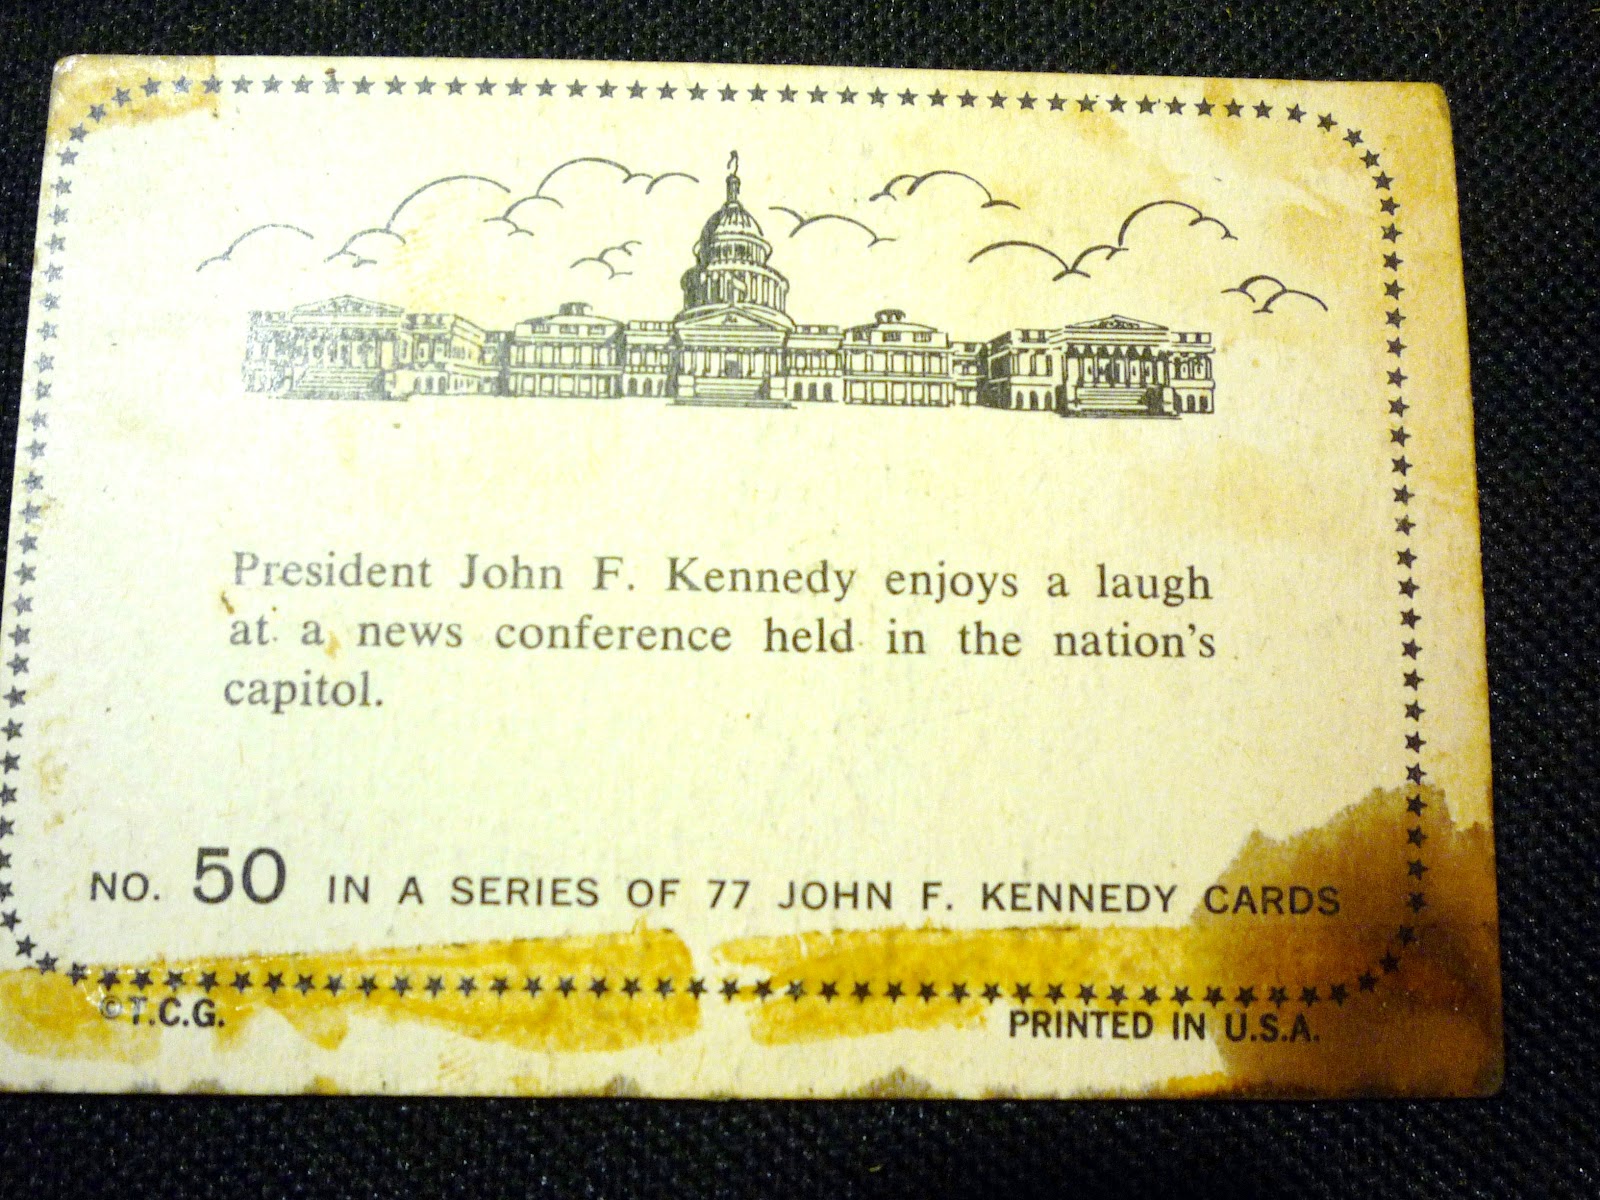 President John F. Kennedy enjoys a laugh
at a news conference held in the nation's
capitol.
NO. 50 IN A SERIES OF 77 JOHN F. KENNEDY CARDS
© T.C.G.
PRINTED IN U.S.A.